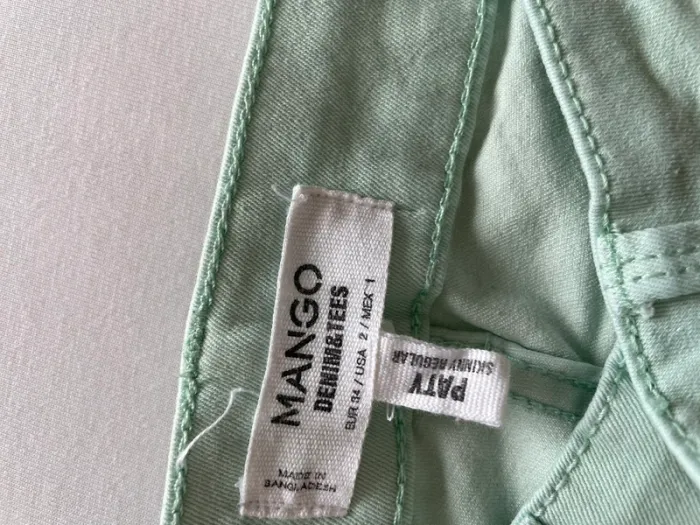 MANGO
DENIM&TEES
EUR 34 / USA 2 / MEX 1
MADE IN
BANGLADESH
PATY
SKINNY REGULAR